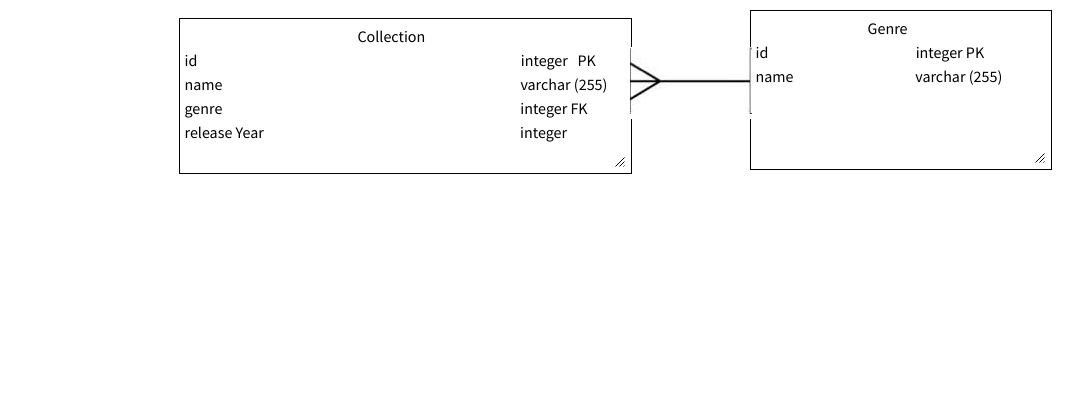 Collection
id integer PK
name varchar (255)
genre integer FK
release Year integer
Genre
id integer PK
name varchar (255)